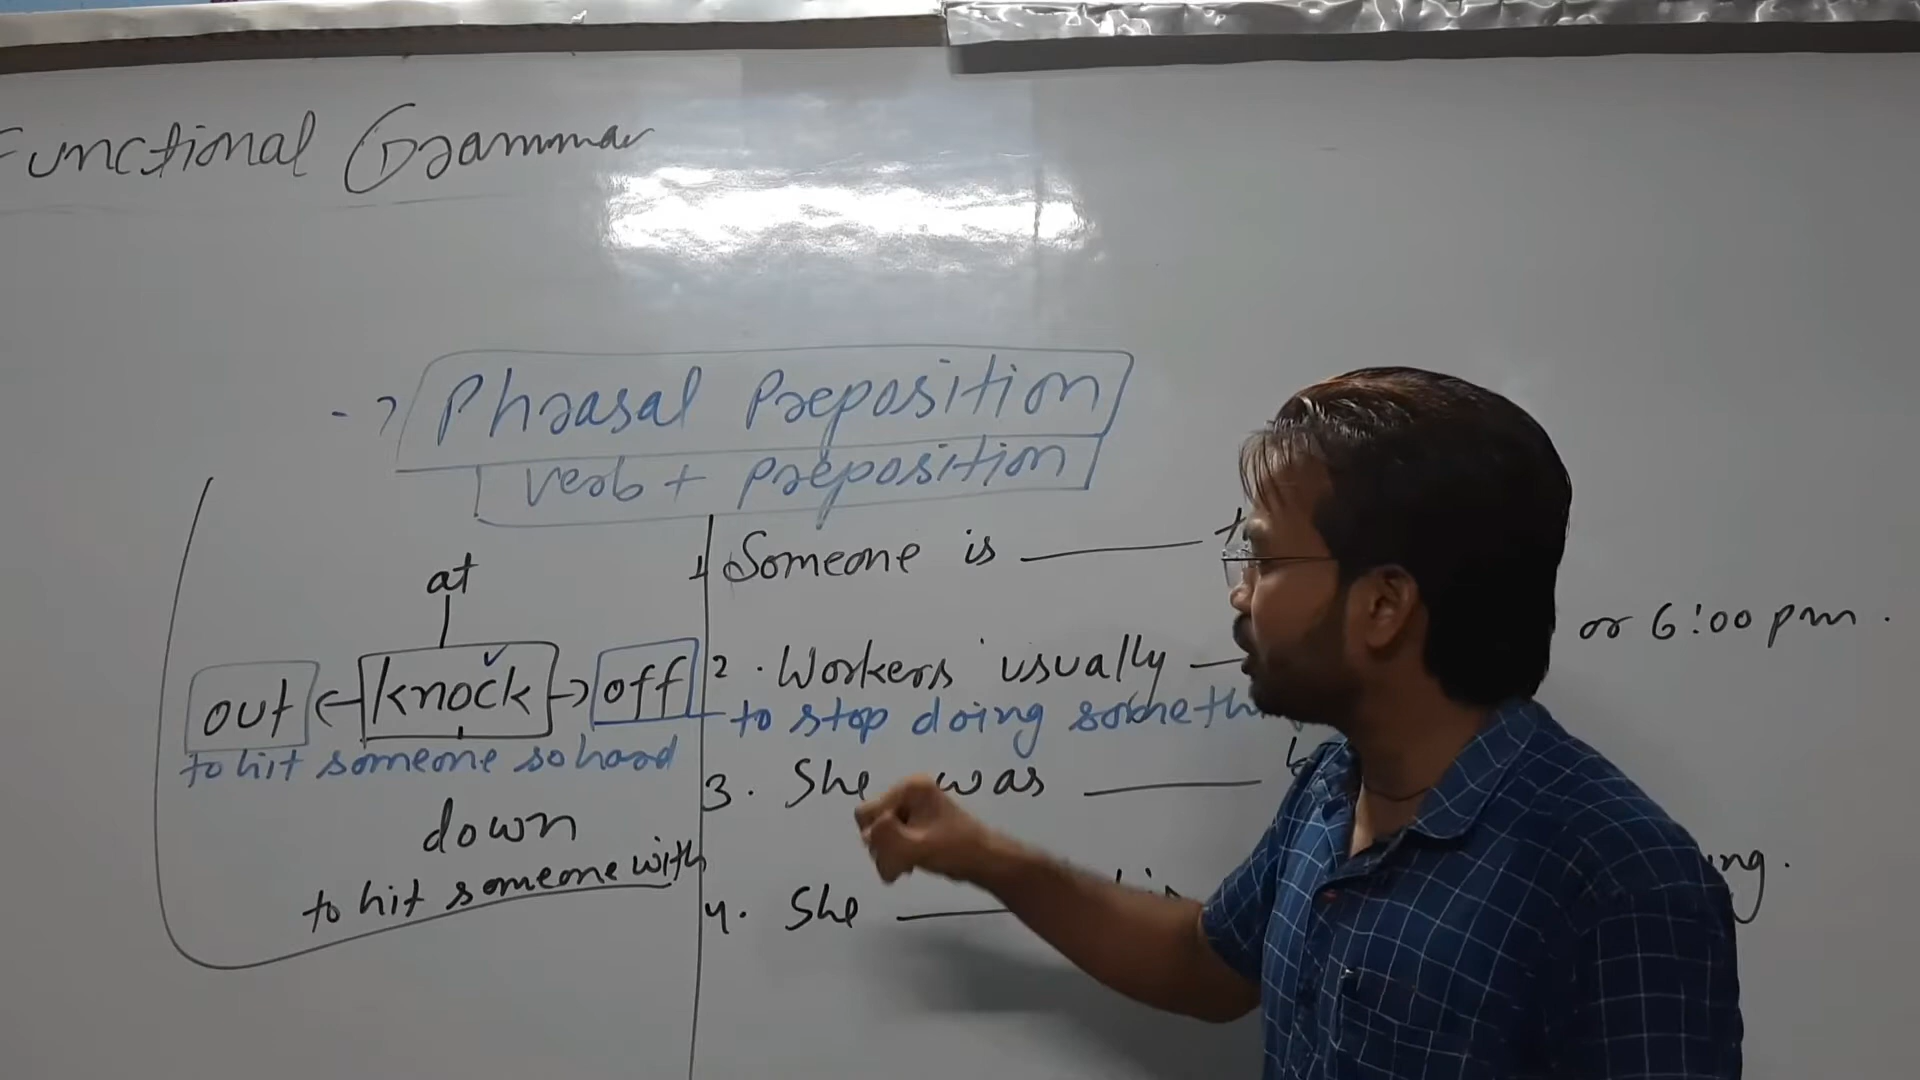 Functional Grammar
-> Phrasal Preposition
verb + preposition
at
out <- knock -> off
to hit someone so hard
down
to hit someone with
1 Someone is ______
2. Workers usually __ or 6:00 pm.
to stop doing something
3. She was ______
4. She ______ ing.